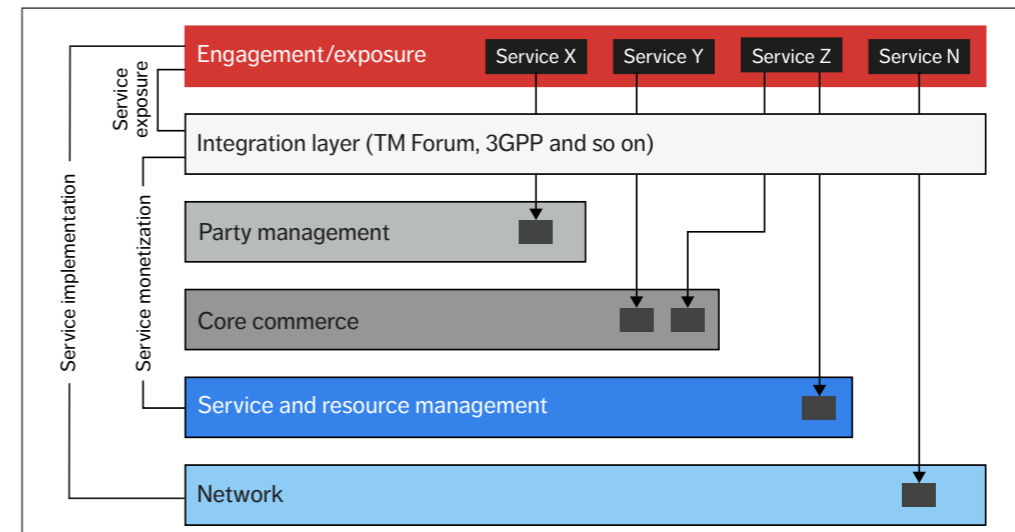 Engagement/exposure
Service X
Service Y
Service Z
Service N
Service
exposure
Integration layer (TM Forum, 3GPP and so on)
Service implementation
Service monetization
Party management
Core commerce
Service and resource management
Network